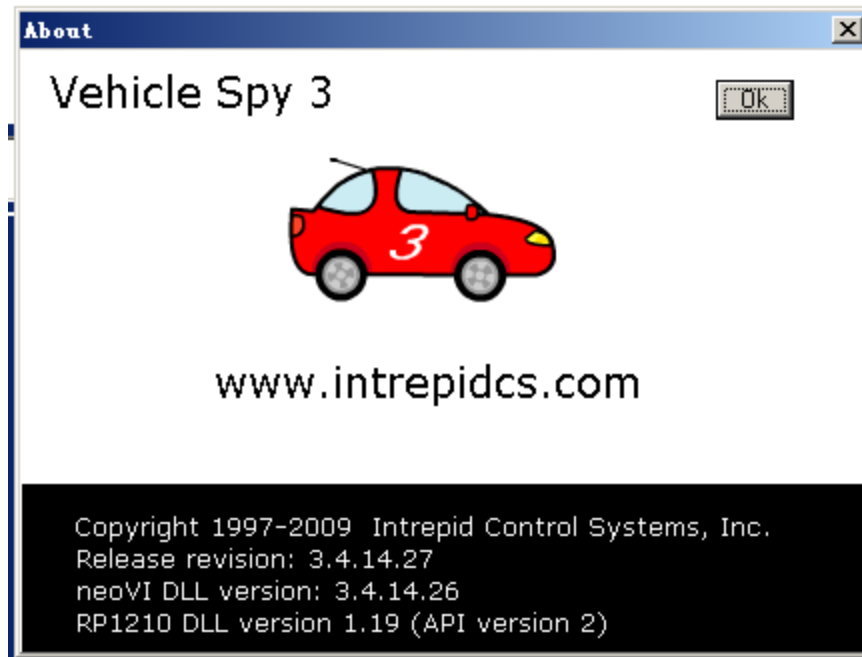 About
Vehicle Spy 3
Ok
3
www.intrepidcs.com
Copyright 1997-2009 Intrepid Control Systems, Inc.
Release revision: 3.4.14.27
neoVI DLL version: 3.4.14.26
RP1210 DLL version 1.19 (API version 2)